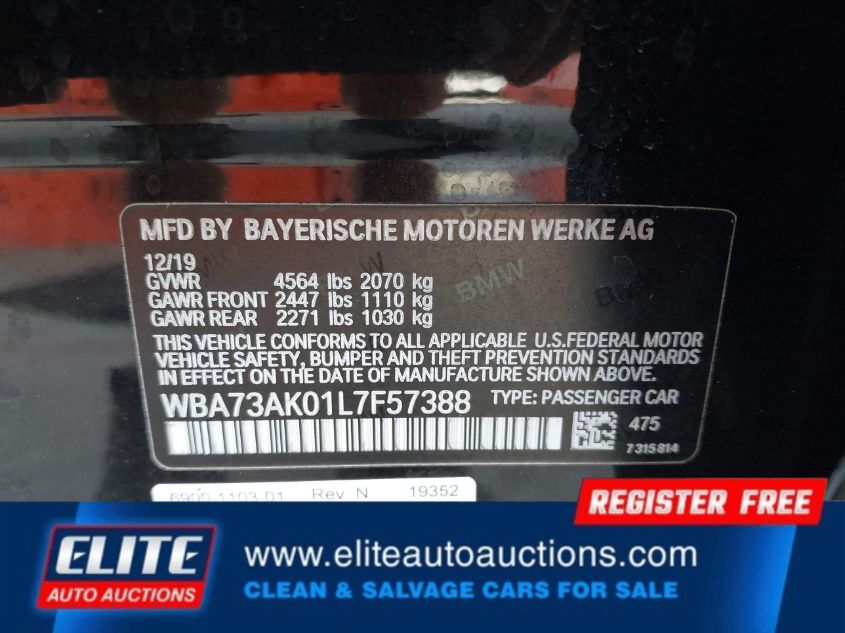 MFD BY BAYERISCHE MOTOREN WERKE AG
12/19
GVWR 4564 lbs 2070 kg
GAWR FRONT 2447 lbs 1110 kg
GAWR REAR 2271 lbs 1030 kg
BMW
THIS VEHICLE CONFORMS TO ALL APPLICABLE U.S.FEDERAL MOTOR
VEHICLE SAFETY, BUMPER AND THEFT PREVENTION STANDARDS
IN EFFECT ON THE DATE OF MANUFACTURE SHOWN ABOVE.
WBA73AK01L7F57388 TYPE: PASSENGER CAR
475
7315814
6900-1103 01 Rev N 19352
REGISTER FREE
ELITE
AUTO AUCTIONS
www.eliteautoauctions.com
CLEAN & SALVAGE CARS FOR SALE